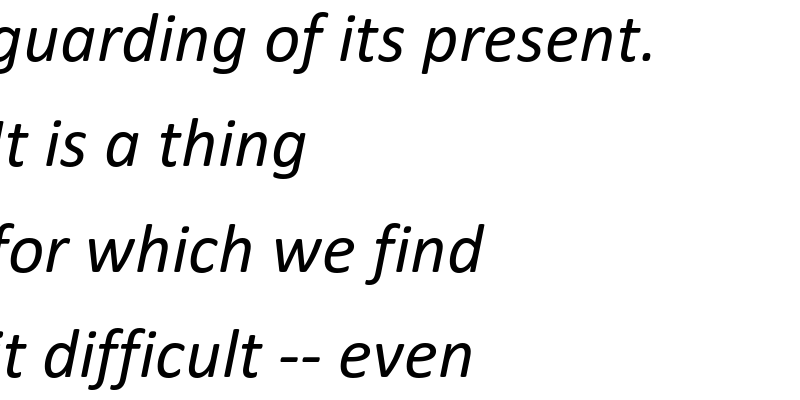 guarding of its present.
It is a thing
for which we find
it difficult -- even